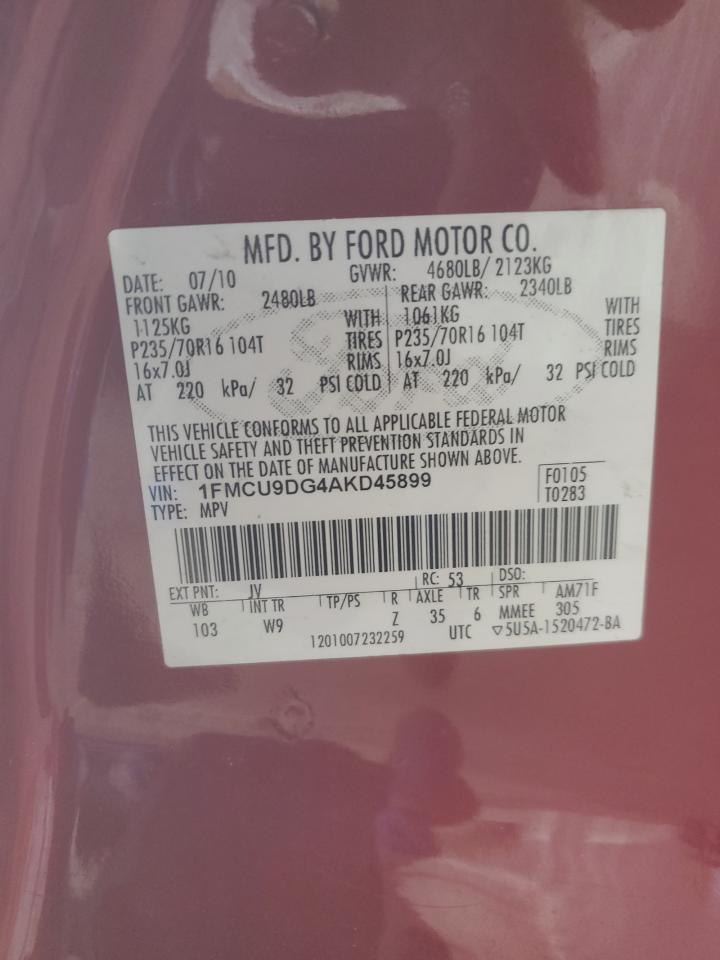 MFD. BY FORD MOTOR CO.
DATE: 07/10 GVWR: 4680LB/ 2123KG
FRONT GAWR: 2480LB REAR GAWR: 2340LB
1125KG WITH 1061KG WITH
P235/70R16 104T TIRES P235/70R16 104T TIRES
16x7.0J RIMS 16x7.0J RIMS
AT 220 kPa/ 32 PSI COLD AT 220 kPa/ 32 PSI COLD
THIS VEHICLE CONFORMS TO ALL APPLICABLE FEDERAL MOTOR
VEHICLE SAFETY AND THEFT PREVENTION STANDARDS IN
EFFECT ON THE DATE OF MANUFACTURE SHOWN ABOVE.
VIN: 1FMCU9DG4AKD45899 F0105
TYPE: MPV T0283
EXT PNT: JV RC: 53 DSO:
WB INT TR TP/PS R AXLE TR SPR AM71F
103 W9 Z 35 6 MMEE 305
1201007232259 UTC ▽5U5A-1520472-BA
Ford